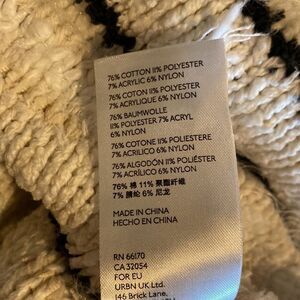 76% COTTON 11% POLYESTER
7% ACRYLIC 6% NYLON
76% COTON 11% POLYESTER
7% ACRYLIQUE 6% NYLON
76% BAUMWOLLE
11% POLYESTER 7% ACRYL
6% NYLON
76% COTONE 11% POLIESTERE
7% ACRILICO 6% NYLON
76% ALGODÓN 11% POLIÉSTER
7% ACRÍLICO 6% NYLON
76% 棉 11% 聚酯纤维
7% 腈纶 6% 尼龙
MADE IN CHINA
HECHO EN CHINA
RN 66170
CA 32054
FOR EU
URBN UK Ltd.
146 Brick Lane,